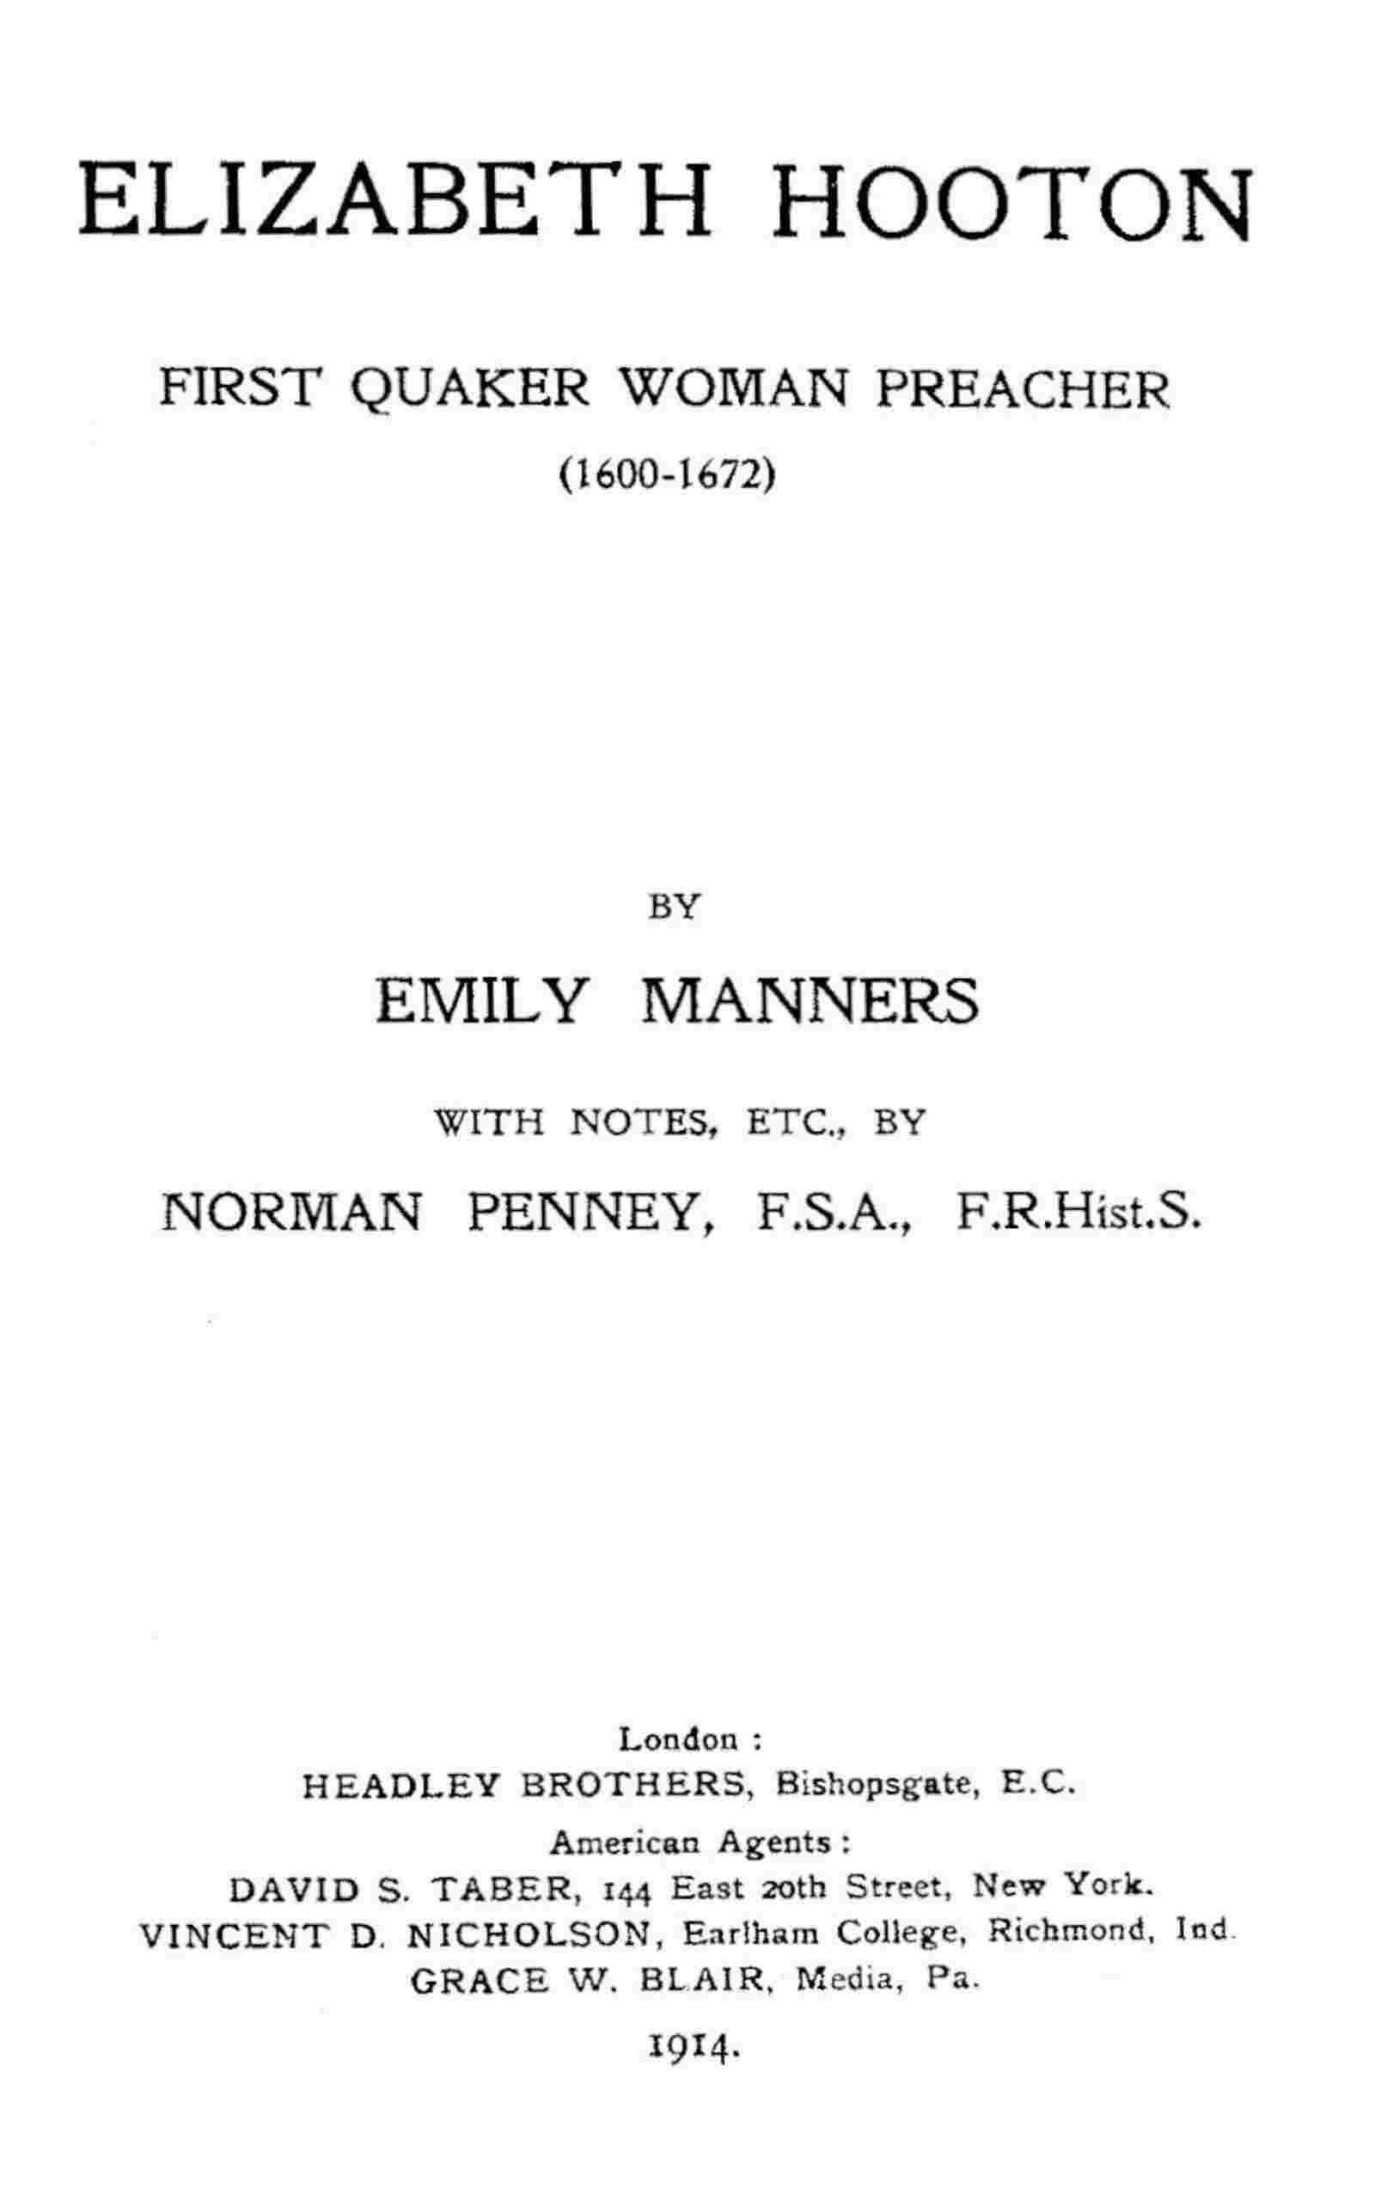 ELIZABETH HOOTON
FIRST QUAKER WOMAN PREACHER
(1600-1672)
BY
EMILY MANNERS
WITH NOTES, ETC., BY
NORMAN PENNEY, F.S.A., F.R.Hist.S.
London :
HEADLEY BROTHERS, Bishopsgate, E.C.
American Agents :
DAVID S. TABER, 144 East 20th Street, New York.
VINCENT D. NICHOLSON, Earlham College, Richmond, Ind.
GRACE W. BLAIR, Media, Pa.
1914.